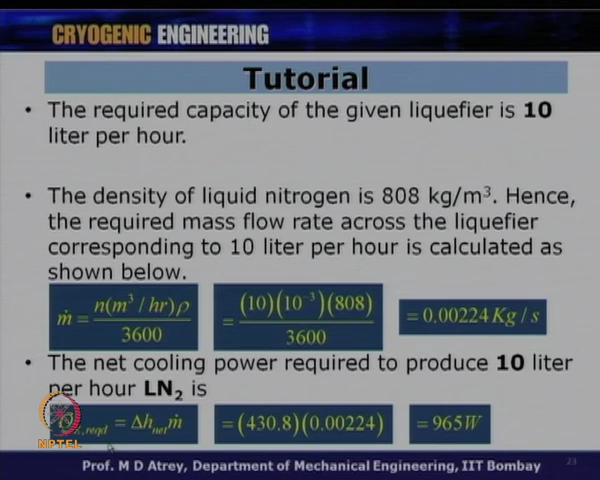 CRYOGENIC ENGINEERING
Tutorial
• The required capacity of the given liquefier is 10
liter per hour.
• The density of liquid nitrogen is 808 kg/m³. Hence,
the required mass flow rate across the liquefier
corresponding to 10 liter per hour is calculated as
shown below.
ṁ = n(m³ / hr)ρ / 3600 = (10)(10⁻³)(808) / 3600 = 0.00224 Kg / s
• The net cooling power required to produce 10 liter
per hour LN₂ is
,reqd = Δh_net ṁ = (430.8)(0.00224) = 965W
NPTEL
Prof. M D Atrey, Department of Mechanical Engineering, IIT Bombay
23